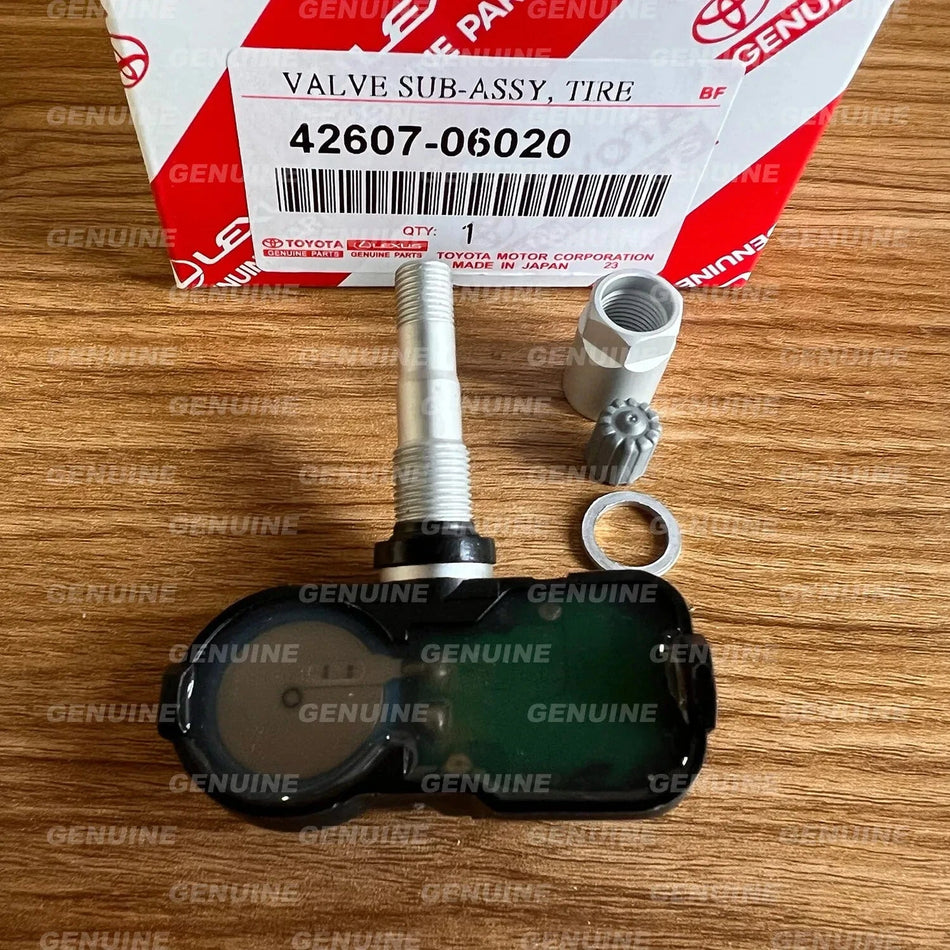 VALVE SUB-ASSY, TIRE
BF
42607-06020
QTY: 1
TOYOTA LEXUS
GENUINE PARTS GENUINE PARTS
TOYOTA MOTOR CORPORATION
MADE IN JAPAN 23
GENUINE